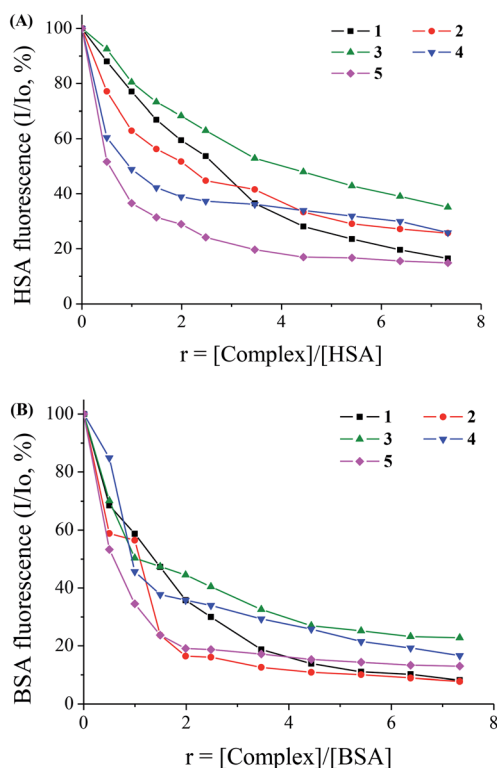 (A)
100
80
60
40
20
0
HSA fluorescence (I/Io, %)
1 2
3 4
5
0 2 4 6 8
r = [Complex]/[HSA]
(B)
100
80
60
40
20
0
BSA fluorescence (I/Io, %)
1 2
3 4
5
0 2 4 6 8
r = [Complex]/[BSA]